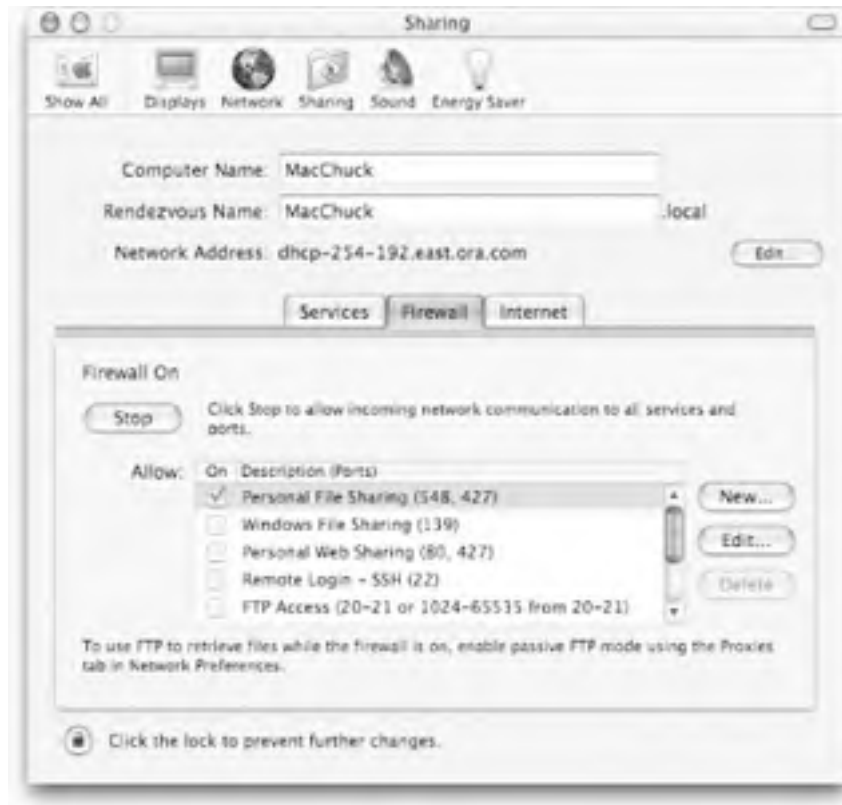 Sharing
Show All Displays Network Sharing Sound Energy Saver
Computer Name: MacChuck
Rendezvous Name: MacChuck .local
Network Address: dhcp-254-192.east.ora.com Edit...
Services Firewall Internet
Firewall On
Stop Click Stop to allow incoming network communication to all services and
ports.
Allow: On Description (Ports)
Personal File Sharing (548, 427) New...
Windows File Sharing (139)
Personal Web Sharing (80, 427) Edit...
Remote Login - SSH (22) Delete
FTP Access (20-21 or 1024-65535 from 20-21)
To use FTP to retrieve files while the firewall is on, enable passive FTP mode using the Proxies
tab in Network Preferences.
Click the lock to prevent further changes.